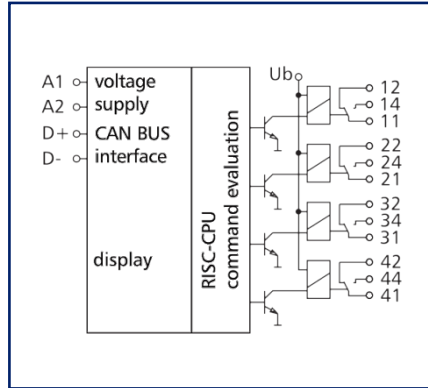 Ub
A1 voltage
A2 supply
D+ CAN BUS
D- interface
display
RISC-CPU
command evaluation
12
14
11
22
24
21
32
34
31
42
44
41